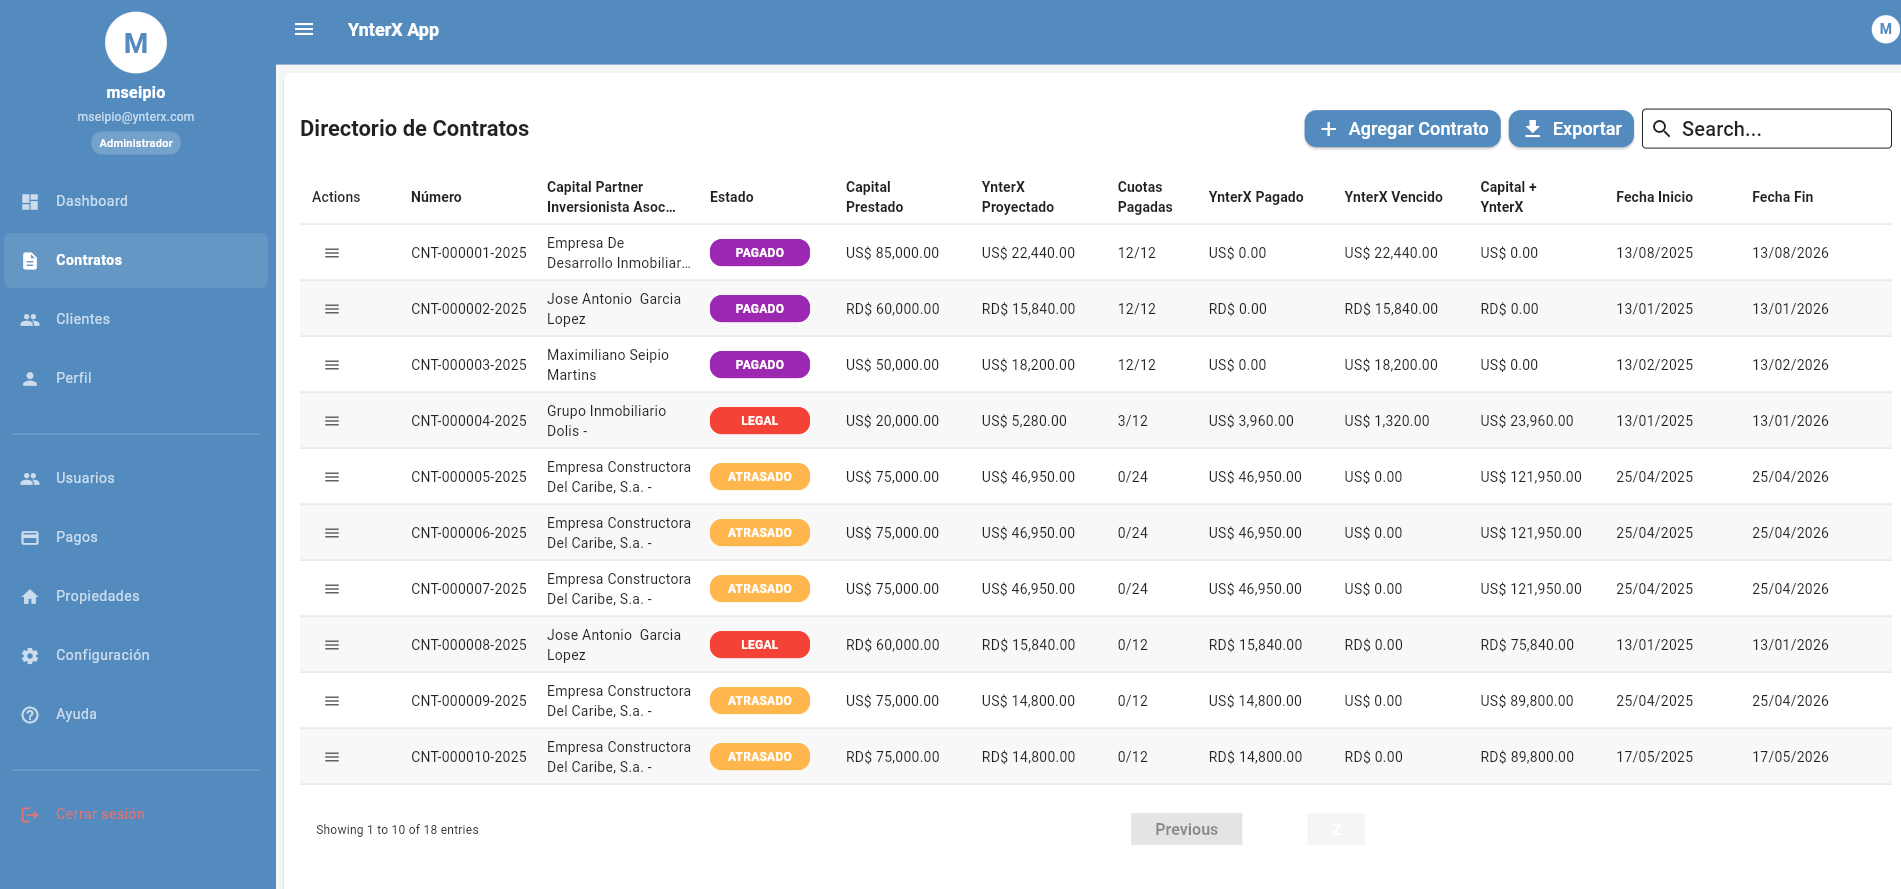 M
mseipio
mseipio@ynterx.com
Administrador
Dashboard
Contratos
Clientes
Perfil
Usuarios
Pagos
Propiedades
Configuración
Ayuda
Cerrar sesión
YnterX App
M
Directorio de Contratos
Agregar Contrato
Exportar
Search...
Actions Número Capital Partner Inversionista Asoc... Estado Capital Prestado YnterX Proyectado Cuotas Pagadas YnterX Pagado YnterX Vencido Capital + YnterX Fecha Inicio Fecha Fin
CNT-000001-2025 Empresa De Desarrollo Inmobiliar... PAGADO US$ 85,000.00 US$ 22,440.00 12/12 US$ 0.00 US$ 22,440.00 US$ 0.00 13/08/2025 13/08/2026
CNT-000002-2025 Jose Antonio  Garcia Lopez PAGADO RD$ 60,000.00 RD$ 15,840.00 12/12 RD$ 0.00 RD$ 15,840.00 RD$ 0.00 13/01/2025 13/01/2026
CNT-000003-2025 Maximiliano Seipio Martins PAGADO US$ 50,000.00 US$ 18,200.00 12/12 US$ 0.00 US$ 18,200.00 US$ 0.00 13/02/2025 13/02/2026
CNT-000004-2025 Grupo Inmobiliario Dolis - LEGAL US$ 20,000.00 US$ 5,280.00 3/12 US$ 3,960.00 US$ 1,320.00 US$ 23,960.00 13/01/2025 13/01/2026
CNT-000005-2025 Empresa Constructora Del Caribe, S.a. - ATRASADO US$ 75,000.00 US$ 46,950.00 0/24 US$ 46,950.00 US$ 0.00 US$ 121,950.00 25/04/2025 25/04/2026
CNT-000006-2025 Empresa Constructora Del Caribe, S.a. - ATRASADO US$ 75,000.00 US$ 46,950.00 0/24 US$ 46,950.00 US$ 0.00 US$ 121,950.00 25/04/2025 25/04/2026
CNT-000007-2025 Empresa Constructora Del Caribe, S.a. - ATRASADO US$ 75,000.00 US$ 46,950.00 0/24 US$ 46,950.00 US$ 0.00 US$ 121,950.00 25/04/2025 25/04/2026
CNT-000008-2025 Jose Antonio  Garcia Lopez LEGAL RD$ 60,000.00 RD$ 15,840.00 0/12 RD$ 15,840.00 RD$ 0.00 RD$ 75,840.00 13/01/2025 13/01/2026
CNT-000009-2025 Empresa Constructora Del Caribe, S.a. - ATRASADO US$ 75,000.00 US$ 14,800.00 0/12 US$ 14,800.00 US$ 0.00 US$ 89,800.00 25/04/2025 25/04/2026
CNT-000010-2025 Empresa Constructora Del Caribe, S.a. - ATRASADO RD$ 75,000.00 RD$ 14,800.00 0/12 RD$ 14,800.00 RD$ 0.00 RD$ 89,800.00 17/05/2025 17/05/2026
Showing 1 to 10 of 18 entries
Previous
2